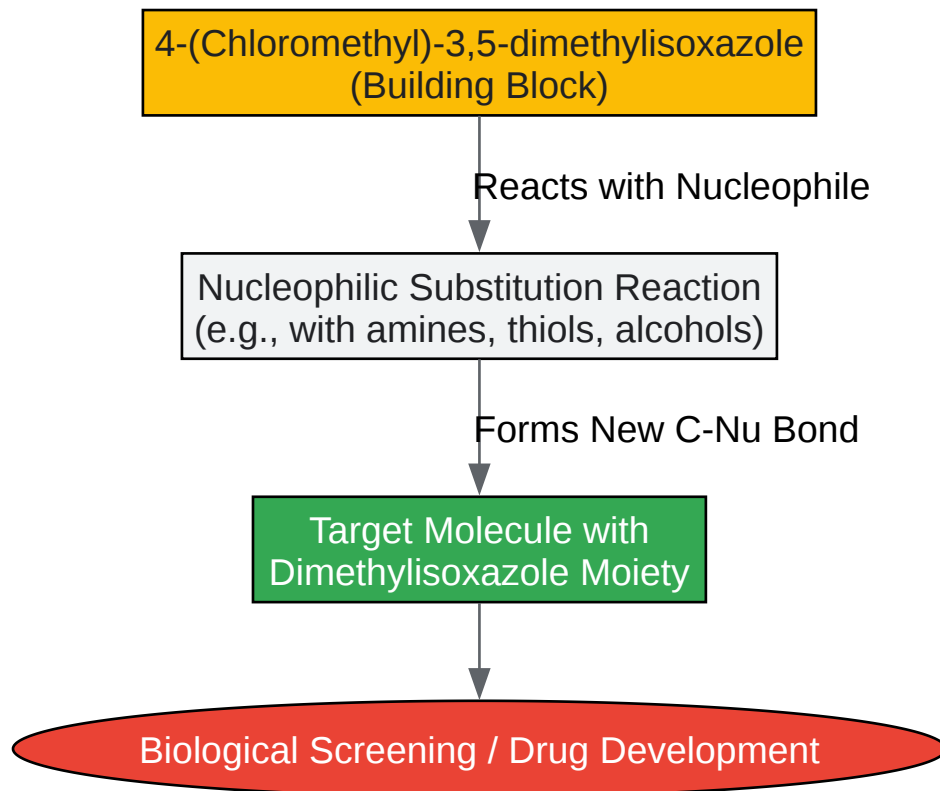 4-(Chloromethyl)-3,5-dimethylisoxazole
(Building Block)
Reacts with Nucleophile
Nucleophilic Substitution Reaction
(e.g., with amines, thiols, alcohols)
Forms New C-Nu Bond
Target Molecule with
Dimethylisoxazole Moiety
Biological Screening / Drug Development